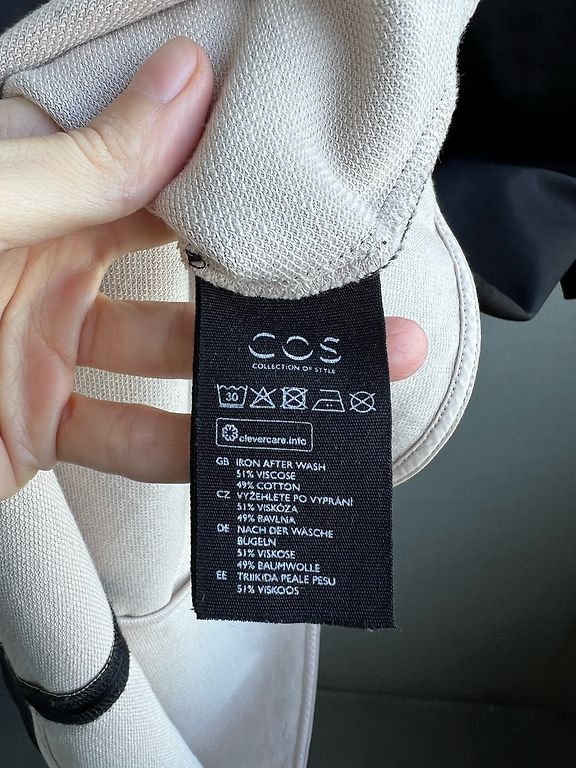 COS
COLLECTION OF STYLE
30
clevercare.info
GB IRON AFTER WASH
51% VISCOSE
49% COTTON
CZ VYŽEHLETE PO VYPRÁNÍ
51% VISKÓZA
49% BAVLNA
DE NACH DER WÄSCHE
BÜGELN
51% VISKOSE
49% BAUMWOLLE
EE TRIIKIDA PEALE PESU
51% VISKOOS